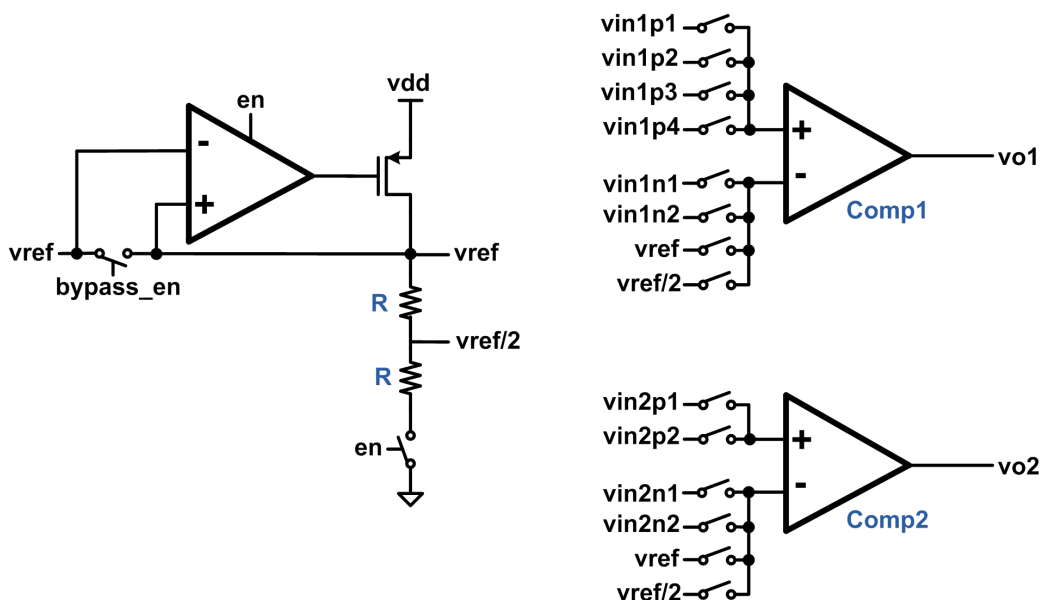 en
vdd
-
+
vref
bypass_en
vref
R
vref/2
R
en
vin1p1
vin1p2
vin1p3
vin1p4
+
vin1n1
-
vin1n2
vref
vref/2
Comp1
vo1
vin2p1
vin2p2
+
vin2n1
-
vin2n2
vref
vref/2
Comp2
vo2